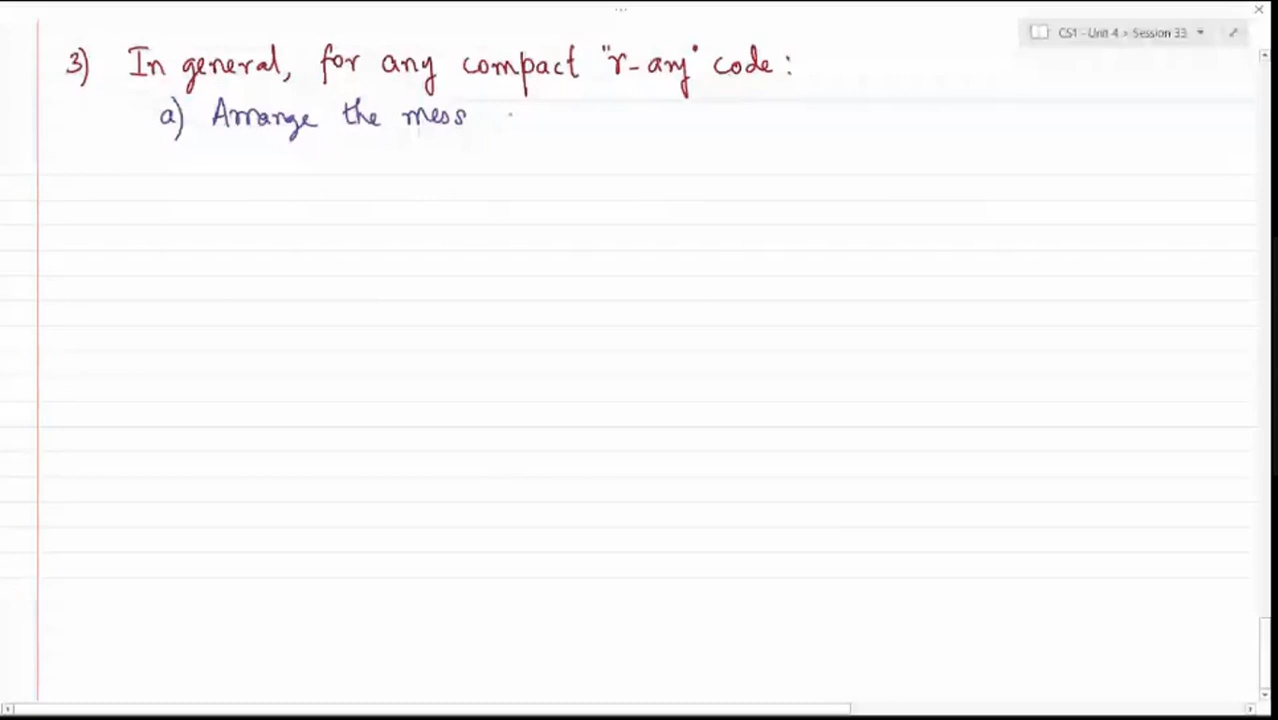 CS1 - Unit 4 > Session 33
3) In general, for any compact "r-ary" code :
a) Arrange the mess